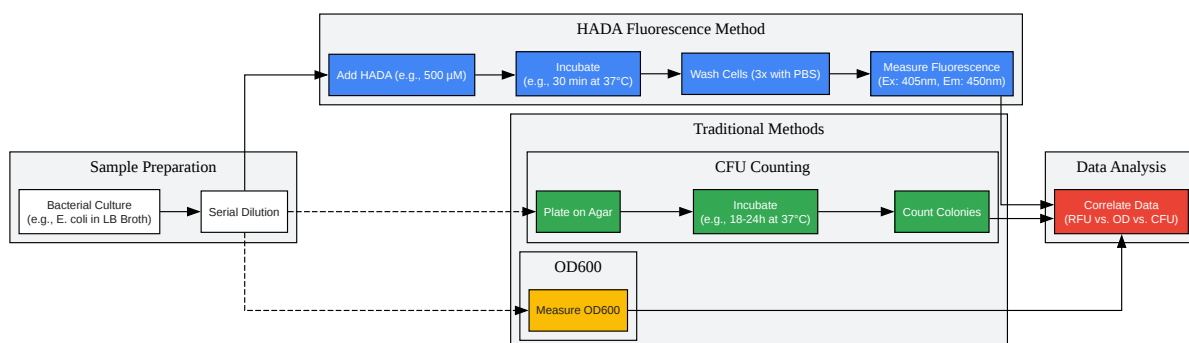 HADA Fluorescence Method
Add HADA (e.g., 500 µM)
Incubate
(e.g., 30 min at 37°C)
Wash Cells (3x with PBS)
Measure Fluorescence
(Ex: 405nm, Em: 450nm)
Traditional Methods
Sample Preparation
Bacterial Culture
(e.g., E. coli in LB Broth)
Serial Dilution
CFU Counting
Plate on Agar
Incubate
(e.g., 18-24h at 37°C)
Count Colonies
OD600
Measure OD600
Data Analysis
Correlate Data
(RFU vs. OD vs. CFU)